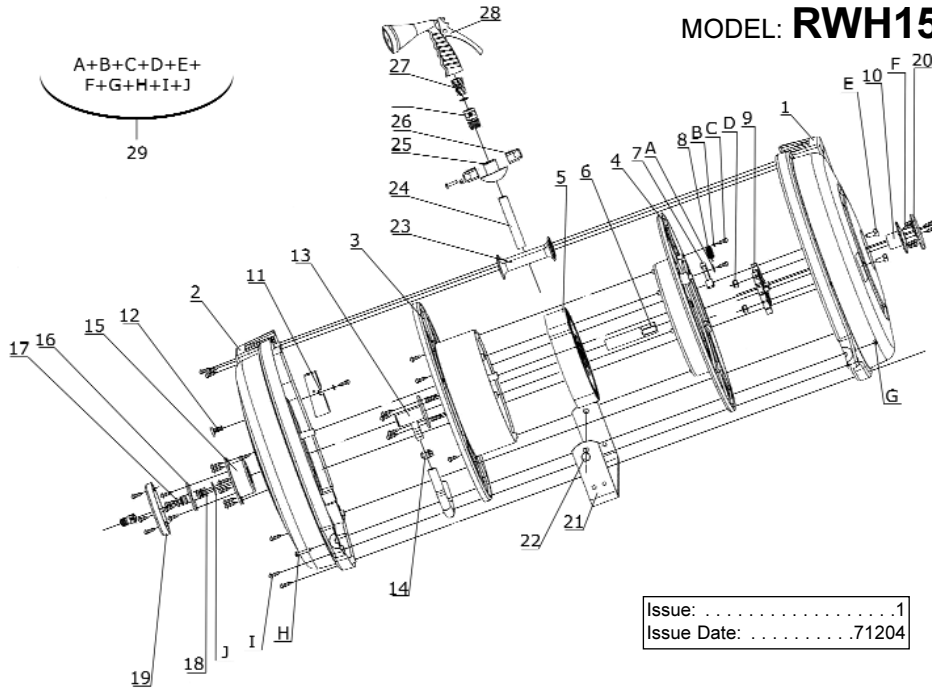 MODEL: RWH15
A+B+C+D+E+
F+G+H+I+J
29
28
27
26
25
24
23
20
F
10
E
1
9
D
C
B
8
A
7
4
6
5
3
13
11
2
12
15
16
17
G
21
22
14
H
I
J
18
19
Issue: . . . . . . . . . . . . . . . . . .1
Issue Date: . . . . . . . . . .71204